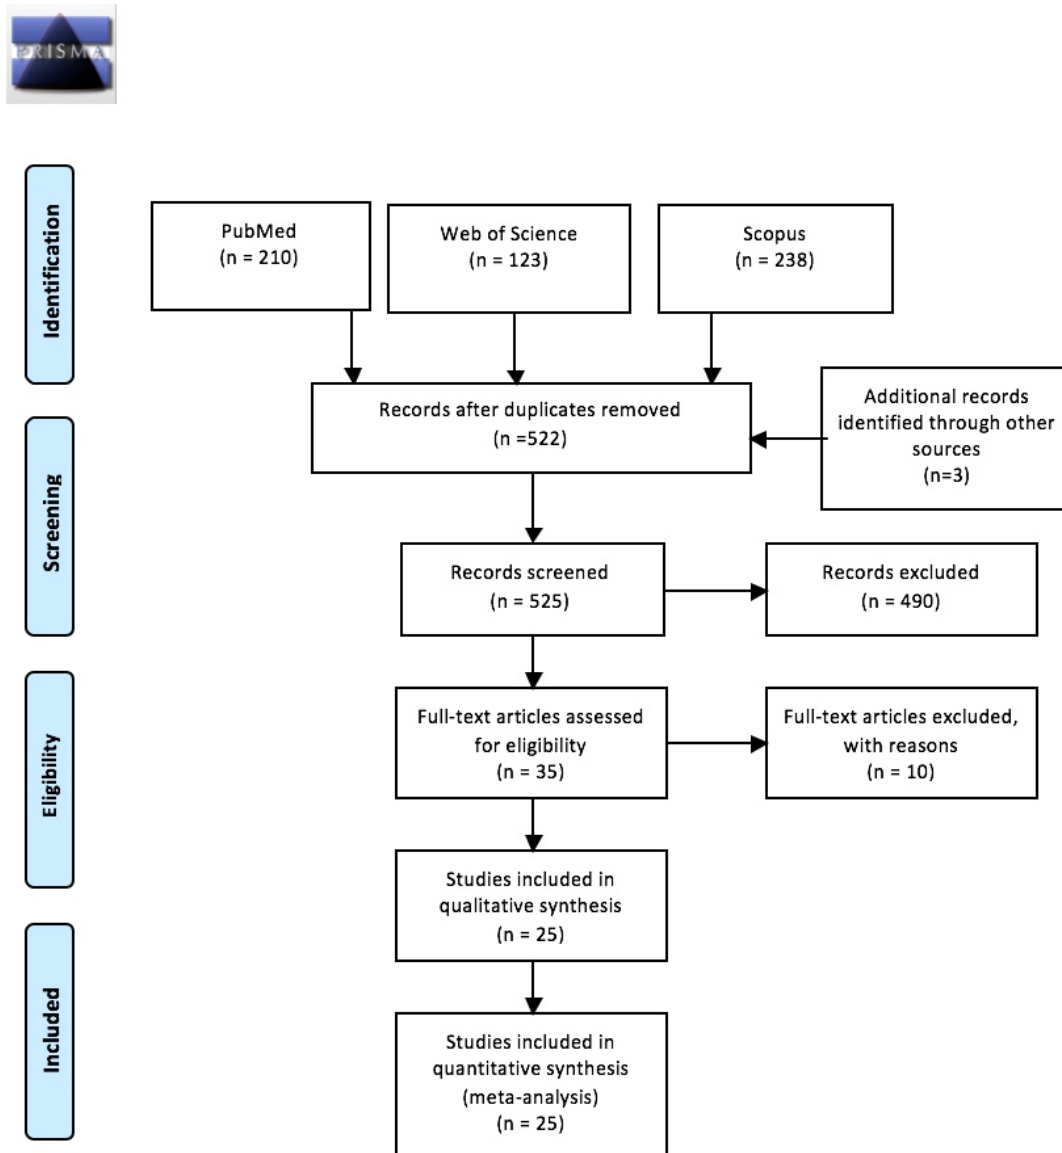 PRISMA
Identification
PubMed
(n = 210)
Web of Science
(n = 123)
Scopus
(n = 238)
Records after duplicates removed
(n =522)
Additional records
identified through other
sources
(n=3)
Screening
Records screened
(n = 525)
Records excluded
(n = 490)
Eligibility
Full-text articles assessed
for eligibility
(n = 35)
Full-text articles excluded,
with reasons
(n = 10)
Studies included in
qualitative synthesis
(n = 25)
Included
Studies included in
quantitative synthesis
(meta-analysis)
(n = 25)